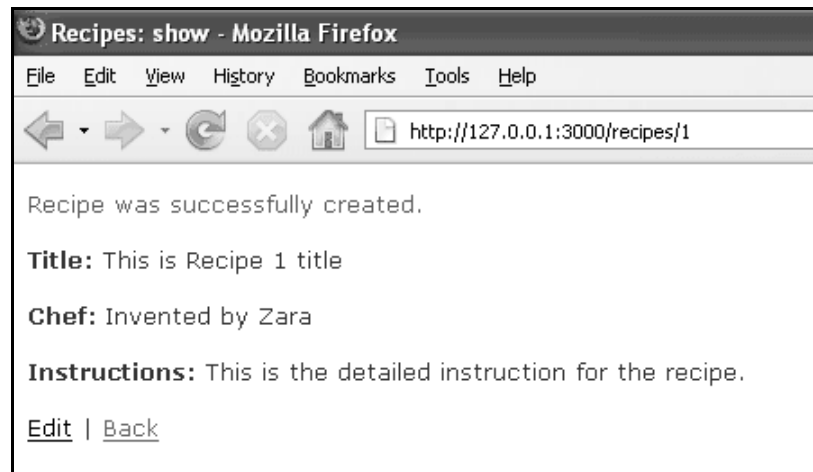 Recipes: show - Mozilla Firefox
File Edit View History Bookmarks Tools Help
http://127.0.0.1:3000/recipes/1
Recipe was successfully created.
Title: This is Recipe 1 title
Chef: Invented by Zara
Instructions: This is the detailed instruction for the recipe.
Edit | Back